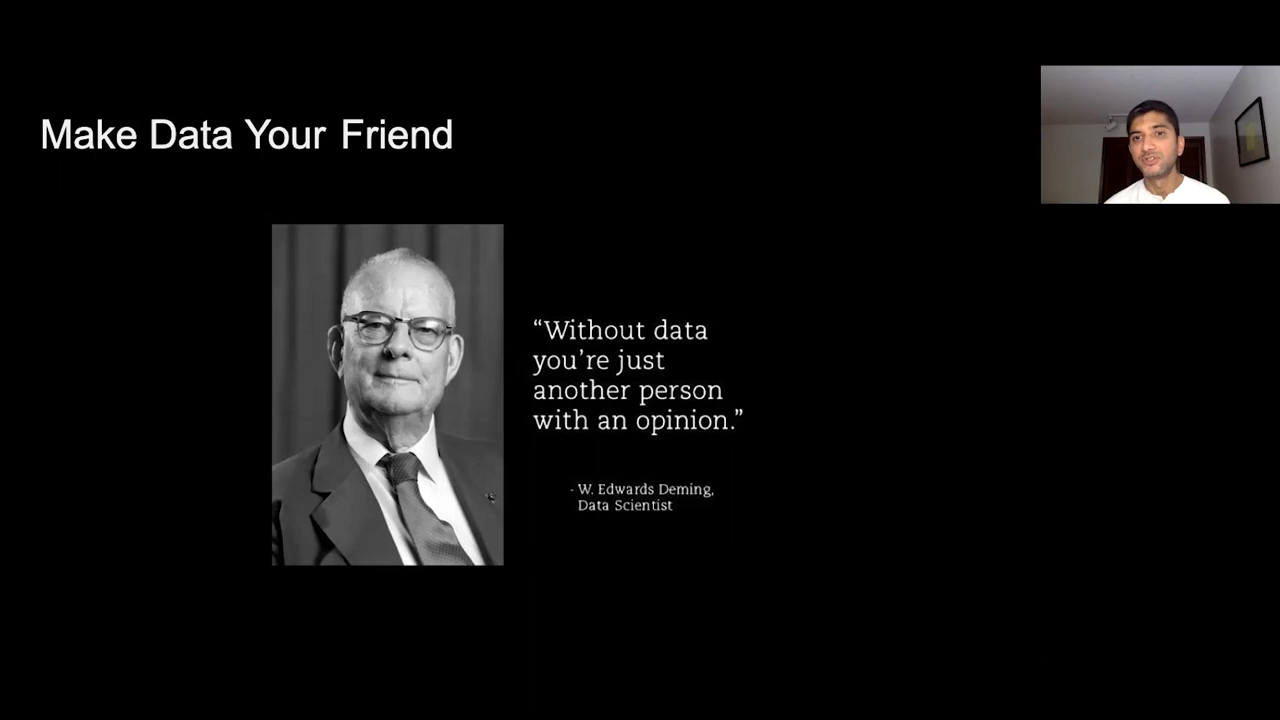 Make Data Your Friend
“Without data
you’re just
another person
with an opinion.”
- W. Edwards Deming,
Data Scientist